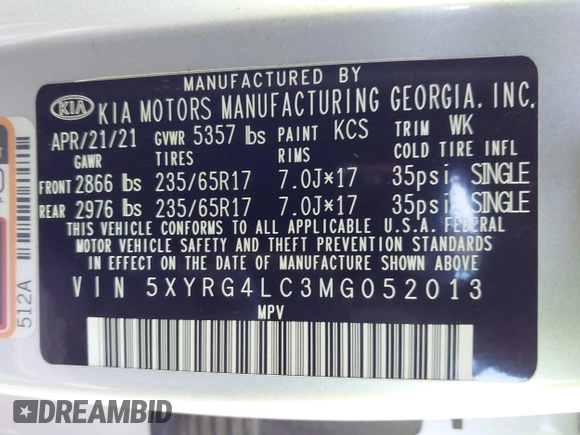 MANUFACTURED BY
KIA KIA MOTORS MANUFACTURING GEORGIA, INC.
APR/21/21 GVWR 5357 lbs PAINT KCS TRIM WK
GAWR TIRES RIMS COLD TIRE INFL
FRONT 2866 lbs 235/65R17 7.0J*17 35psi SINGLE
REAR 2976 lbs 235/65R17 7.0J*17 35psi SINGLE
THIS VEHICLE CONFORMS TO ALL APPLICABLE U.S.A. FEDERAL
MOTOR VEHICLE SAFETY AND THEFT PREVENTION STANDARDS
IN EFFECT ON THE DATE OF MANUFACTURE SHOWN ABOVE.
VIN 5XYRG4LC3MG052013
MPV
512A
DREAMBID